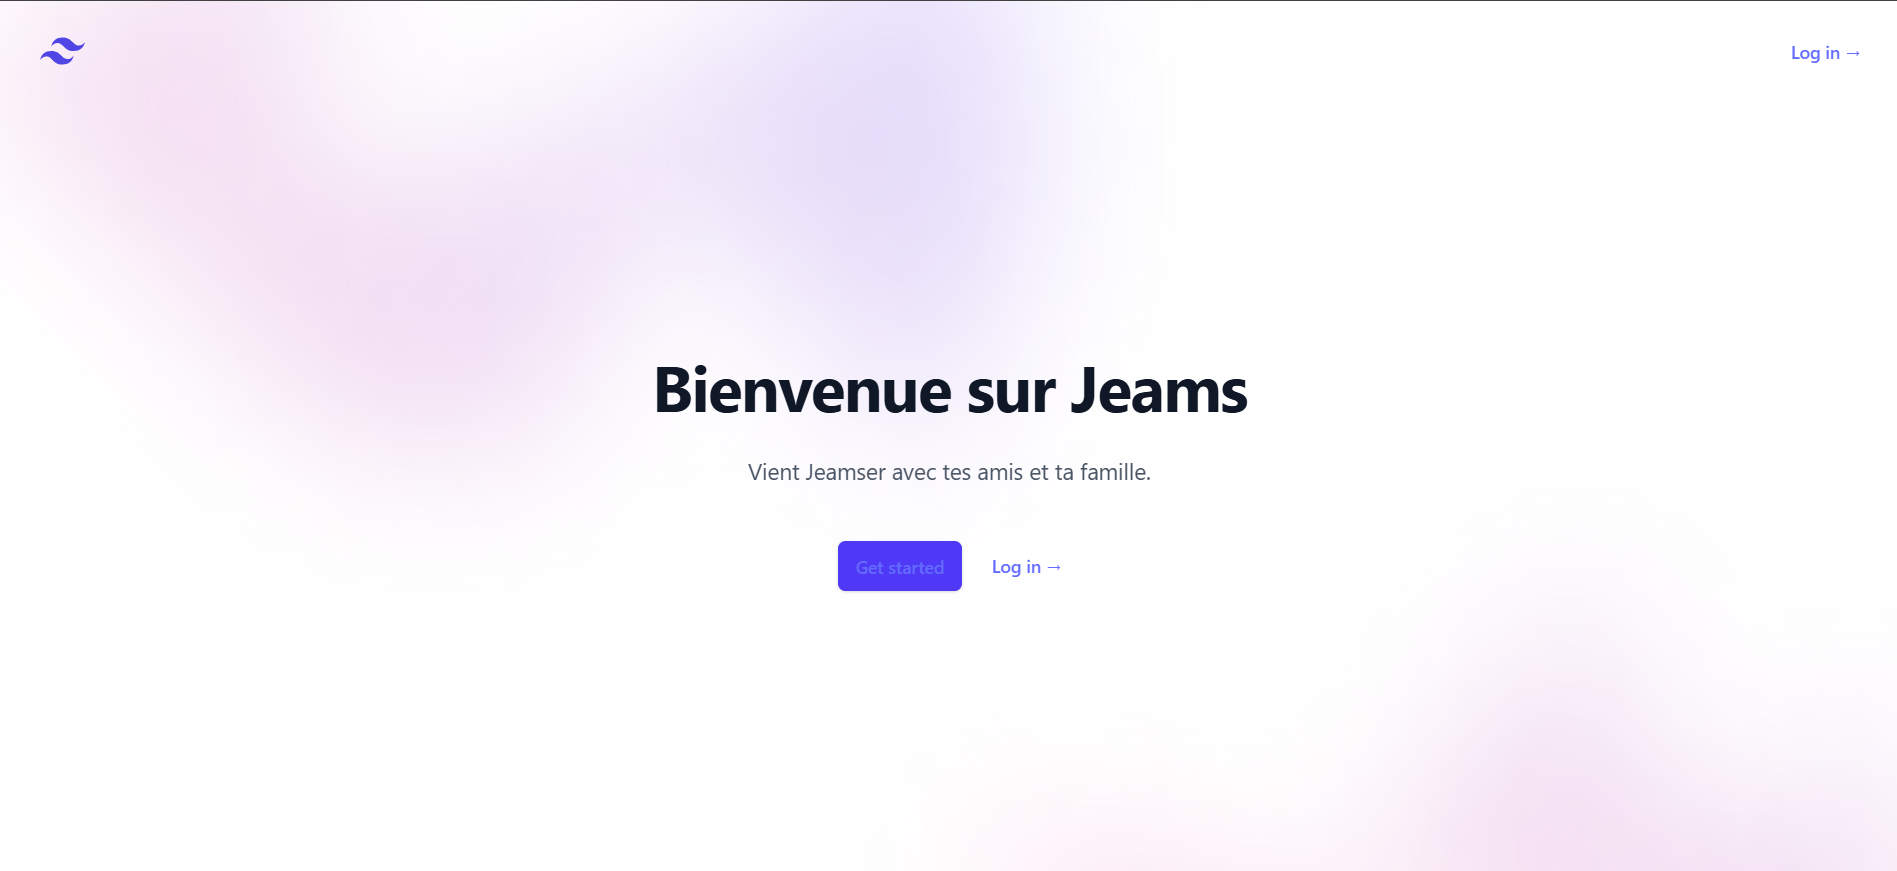 Log in →
Bienvenue sur Jeams
Vient Jeamser avec tes amis et ta famille.
Get started
Log in →